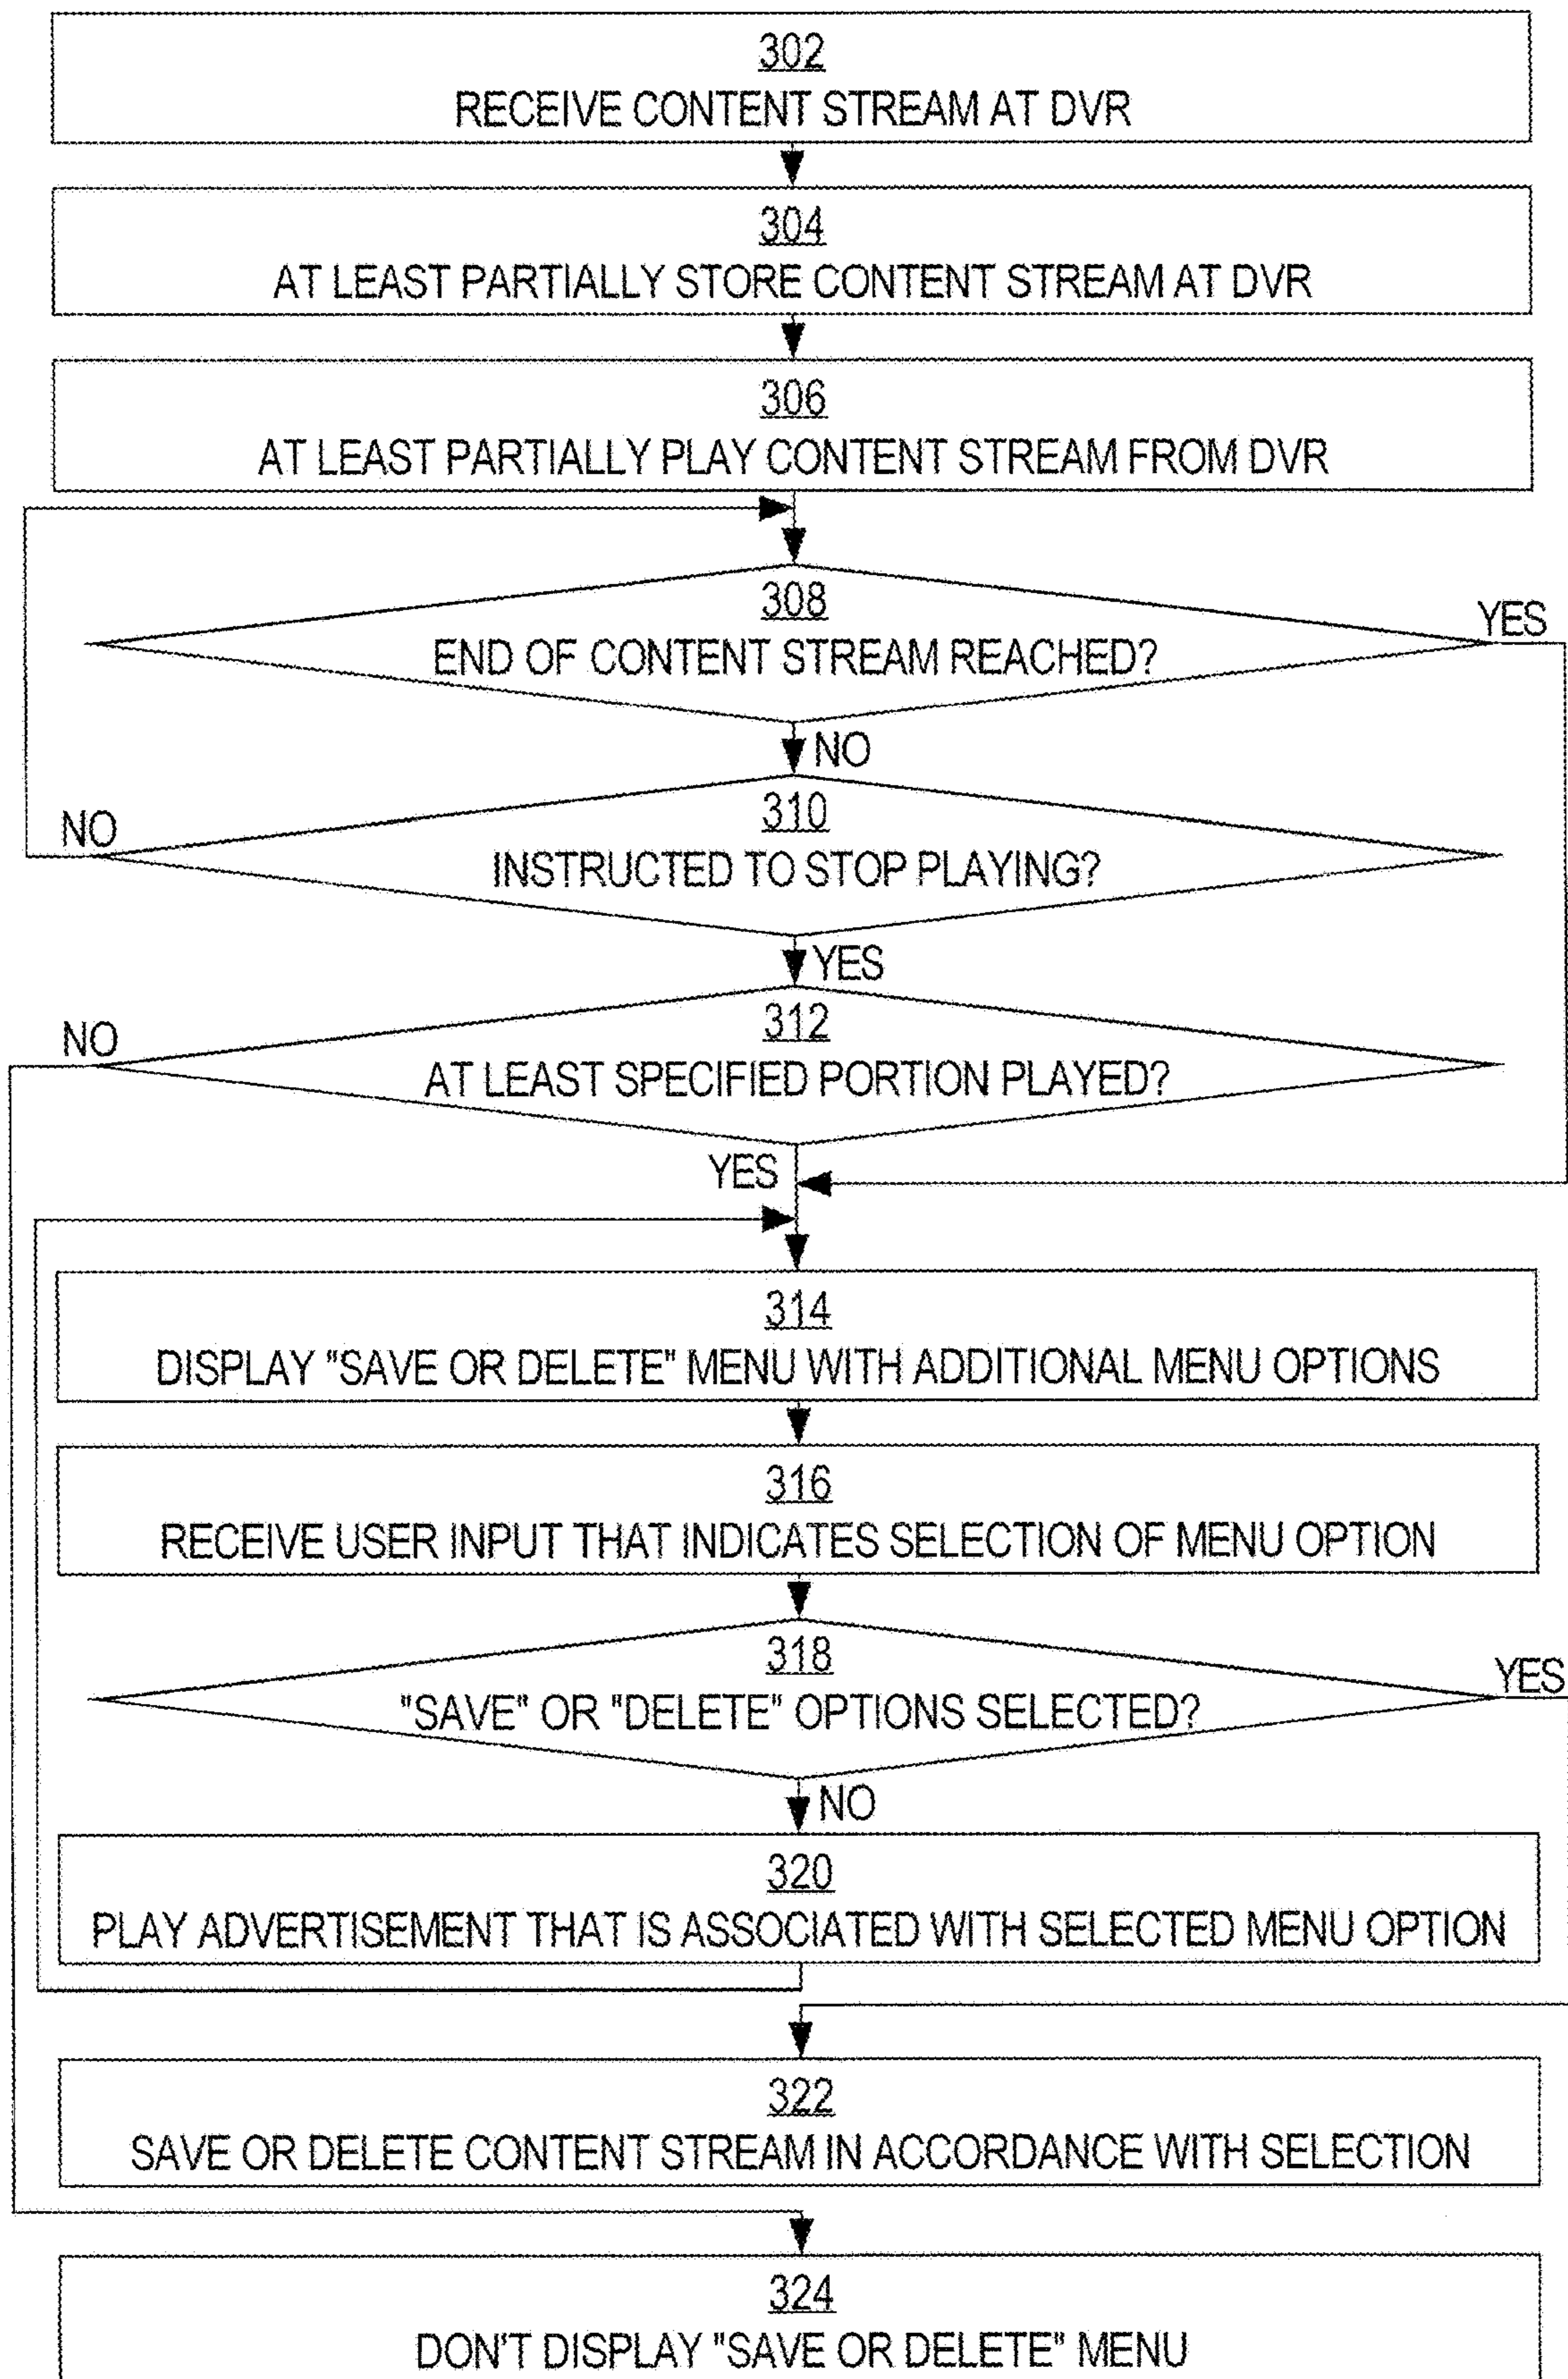 302
RECEIVE CONTENT STREAM AT DVR
304
AT LEAST PARTIALLY STORE CONTENT STREAM AT DVR
306
AT LEAST PARTIALLY PLAY CONTENT STREAM FROM DVR
308
END OF CONTENT STREAM REACHED?
YES
NO
310
INSTRUCTED TO STOP PLAYING?
NO
YES
312
AT LEAST SPECIFIED PORTION PLAYED?
NO
YES
314
DISPLAY "SAVE OR DELETE" MENU WITH ADDITIONAL MENU OPTIONS
316
RECEIVE USER INPUT THAT INDICATES SELECTION OF MENU OPTION
318
"SAVE" OR "DELETE" OPTIONS SELECTED?
YES
NO
320
PLAY ADVERTISEMENT THAT IS ASSOCIATED WITH SELECTED MENU OPTION
322
SAVE OR DELETE CONTENT STREAM IN ACCORDANCE WITH SELECTION
324
DON'T DISPLAY "SAVE OR DELETE" MENU